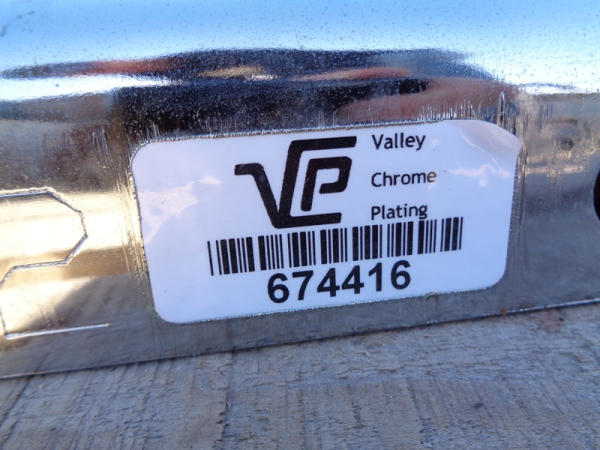 VCP
Valley
Chrome
Plating
674416